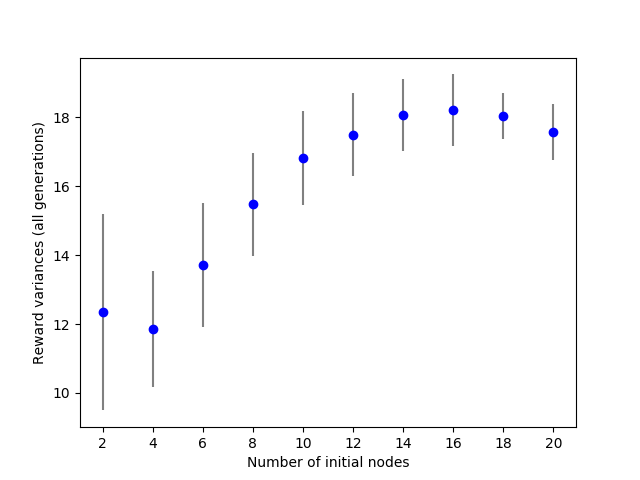 Reward variances (all generations)
18
16
14
12
10
2 4 6 8 10 12 14 16 18 20
Number of initial nodes